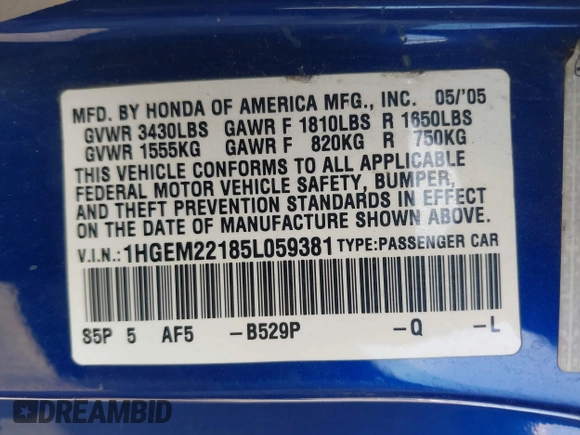 MFD. BY HONDA OF AMERICA MFG., INC. 05/'05
GVWR 3430LBS GAWR F 1810LBS R 1650LBS
GVWR 1555KG GAWR F 820KG R 750KG
THIS VEHICLE CONFORMS TO ALL APPLICABLE
FEDERAL MOTOR VEHICLE SAFETY, BUMPER,
AND THEFT PREVENTION STANDARDS IN EFFECT
ON THE DATE OF MANUFACTURE SHOWN ABOVE.
V.I.N.: 1HGEM22185L059381 TYPE: PASSENGER CAR
S5P 5 AF5 -B529P -Q -L
DREAMBID